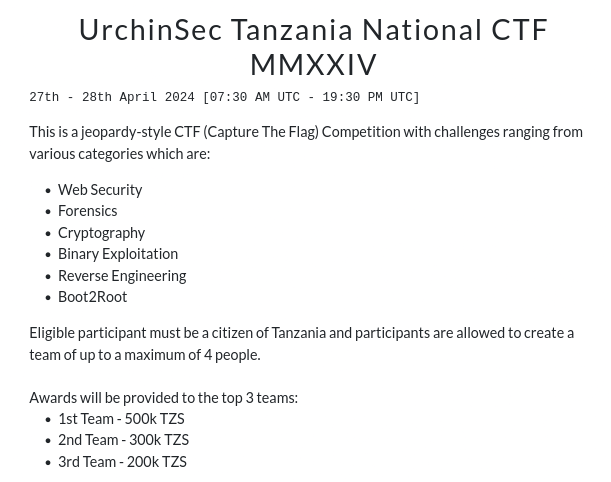 UrchinSec Tanzania National CTF
MMXXIV
27th - 28th April 2024 [07:30 AM UTC - 19:30 PM UTC]
This is a jeopardy-style CTF (Capture The Flag) Competition with challenges ranging from
various categories which are:
• Web Security
• Forensics
• Cryptography
• Binary Exploitation
• Reverse Engineering
• Boot2Root
Eligible participant must be a citizen of Tanzania and participants are allowed to create a
team of up to a maximum of 4 people.
Awards will be provided to the top 3 teams:
• 1st Team - 500k TZS
• 2nd Team - 300k TZS
• 3rd Team - 200k TZS